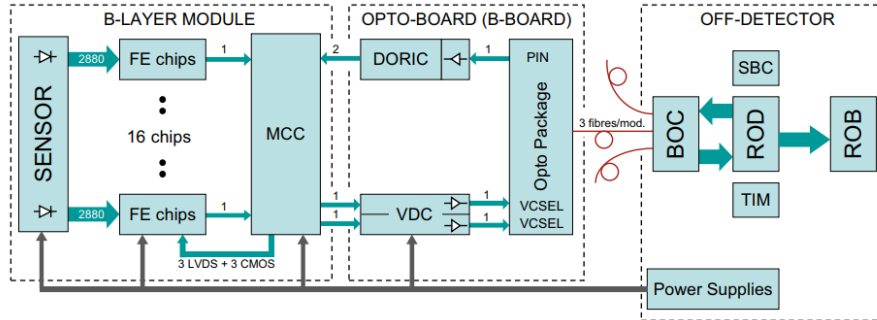 B-LAYER MODULE
OPTO-BOARD (B-BOARD)
OFF-DETECTOR
SENSOR
2880
FE chips
1
16 chips
2880
FE chips
1
MCC
3 LVDS + 3 CMOS
2
DORIC
1
PIN
Opto Package
1
1
VDC
1
1
VCSEL
VCSEL
3 fibres/mod.
BOC
SBC
ROD
TIM
ROB
Power Supplies